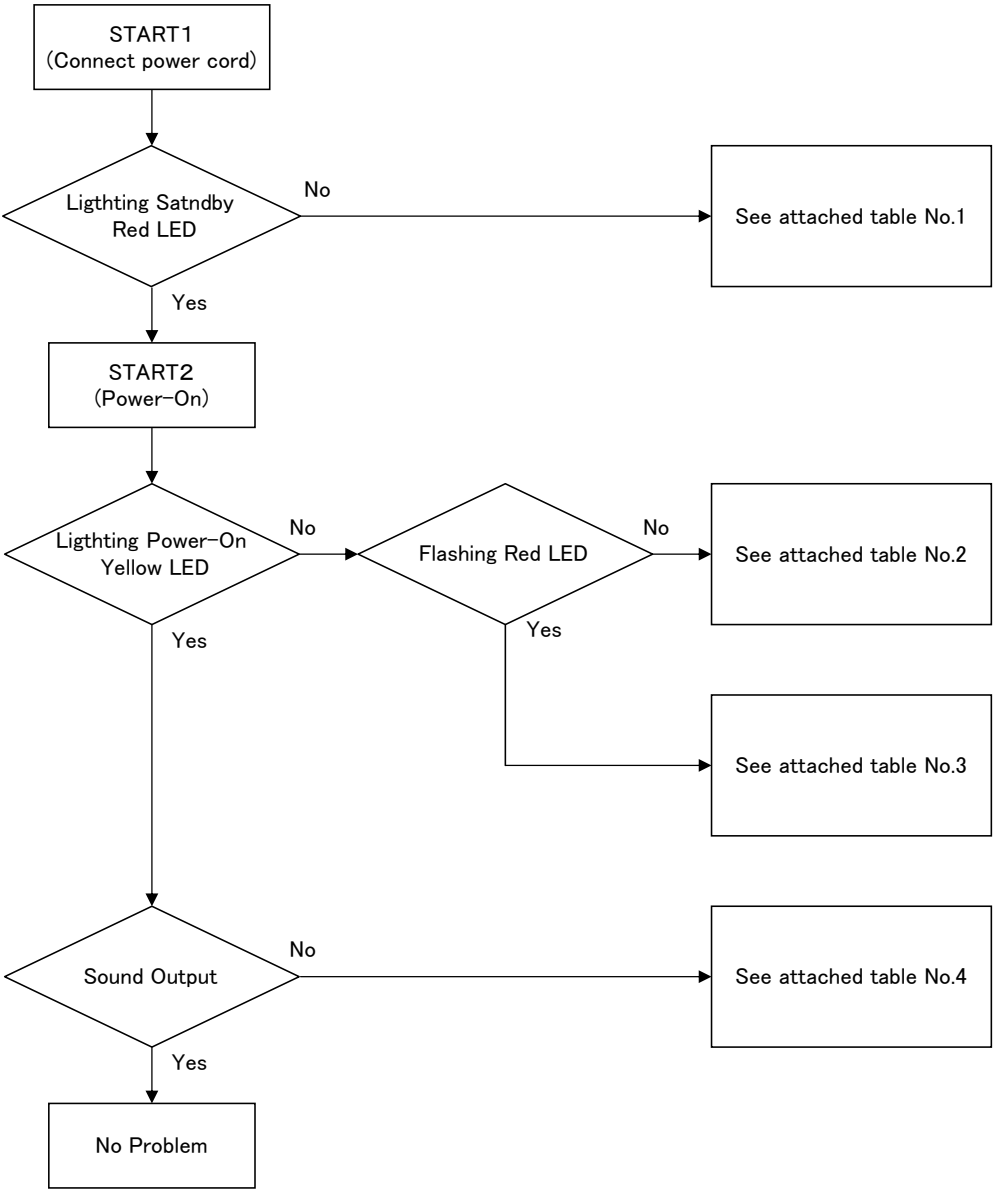 START1
(Connect power cord)
Ligthting Satndby
Red LED
No
See attached table No.1
Yes
START2
(Power-On)
Ligthting Power-On
Yellow LED
No
Flashing Red LED
No
See attached table No.2
Yes
Yes
See attached table No.3
Sound Output
No
See attached table No.4
Yes
No Problem